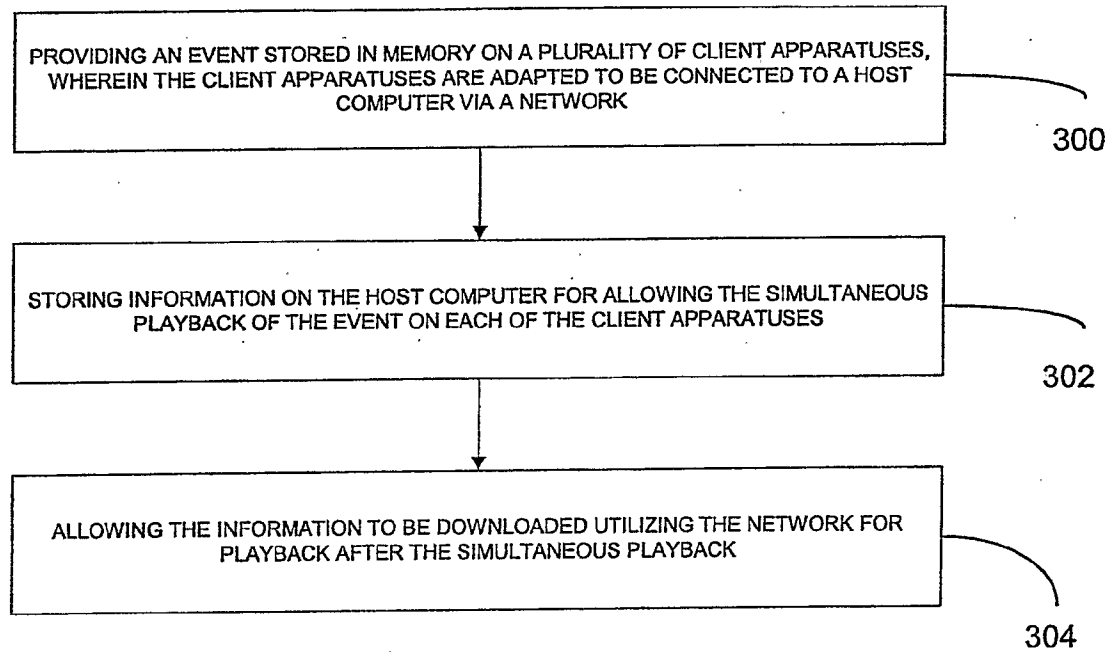 PROVIDING AN EVENT STORED IN MEMORY ON A PLURALITY OF CLIENT APPARATUSES,
WHEREIN THE CLIENT APPARATUSES ARE ADAPTED TO BE CONNECTED TO A HOST
COMPUTER VIA A NETWORK
300
STORING INFORMATION ON THE HOST COMPUTER FOR ALLOWING THE SIMULTANEOUS
PLAYBACK OF THE EVENT ON EACH OF THE CLIENT APPARATUSES
302
ALLOWING THE INFORMATION TO BE DOWNLOADED UTILIZING THE NETWORK FOR
PLAYBACK AFTER THE SIMULTANEOUS PLAYBACK
304